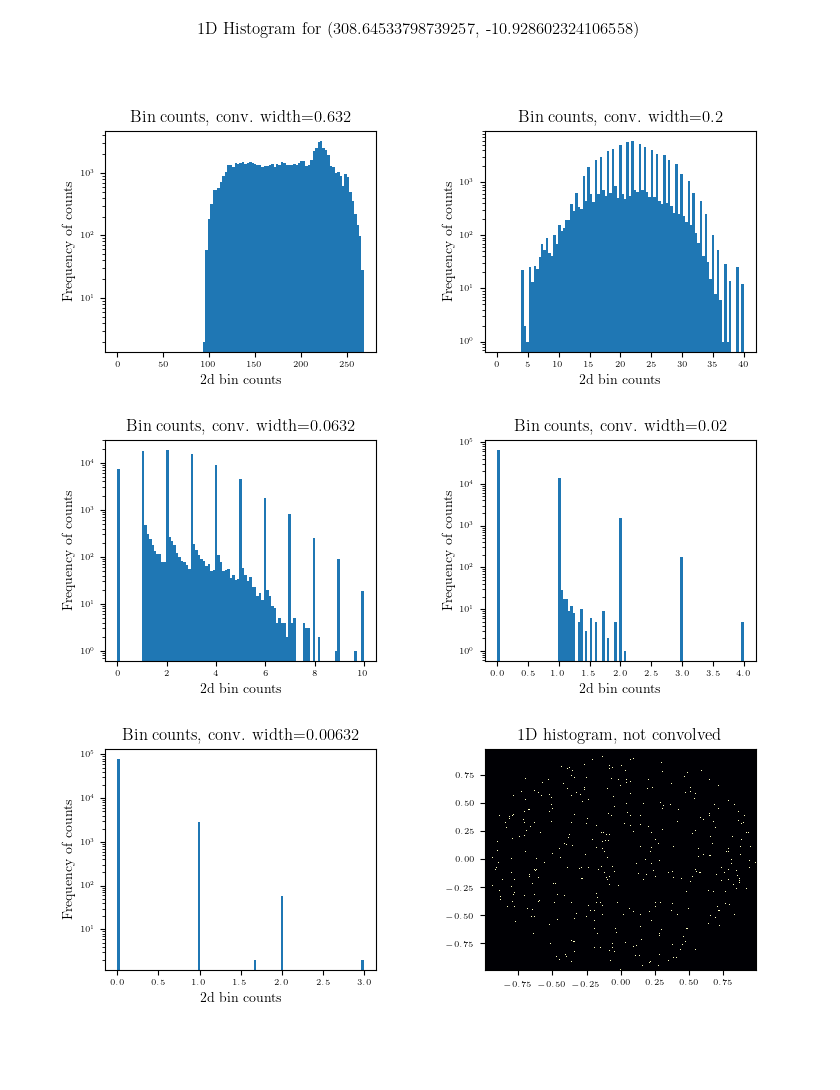 1D Histogram for (308.64533798739257, -10.928602324106558)
Bin counts, conv. width=0.632
Frequency of counts
10³
10²
10¹
0 50 100 150 200 250
2d bin counts
Bin counts, conv. width=0.2
Frequency of counts
10³
10²
10¹
10⁰
0 5 10 15 20 25 30 35 40
2d bin counts
Bin counts, conv. width=0.0632
Frequency of counts
10⁴
10³
10²
10¹
10⁰
0 2 4 6 8 10
2d bin counts
Bin counts, conv. width=0.02
Frequency of counts
10⁵
10⁴
10³
10²
10¹
10⁰
0.0 0.5 1.0 1.5 2.0 2.5 3.0 3.5 4.0
2d bin counts
Bin counts, conv. width=0.00632
Frequency of counts
10⁵
10⁴
10³
10²
10¹
0.0 0.5 1.0 1.5 2.0 2.5 3.0
2d bin counts
1D histogram, not convolved
0.75
0.50
0.25
0.00
−0.25
−0.50
−0.75
−0.75 −0.50 −0.25 0.00 0.25 0.50 0.75